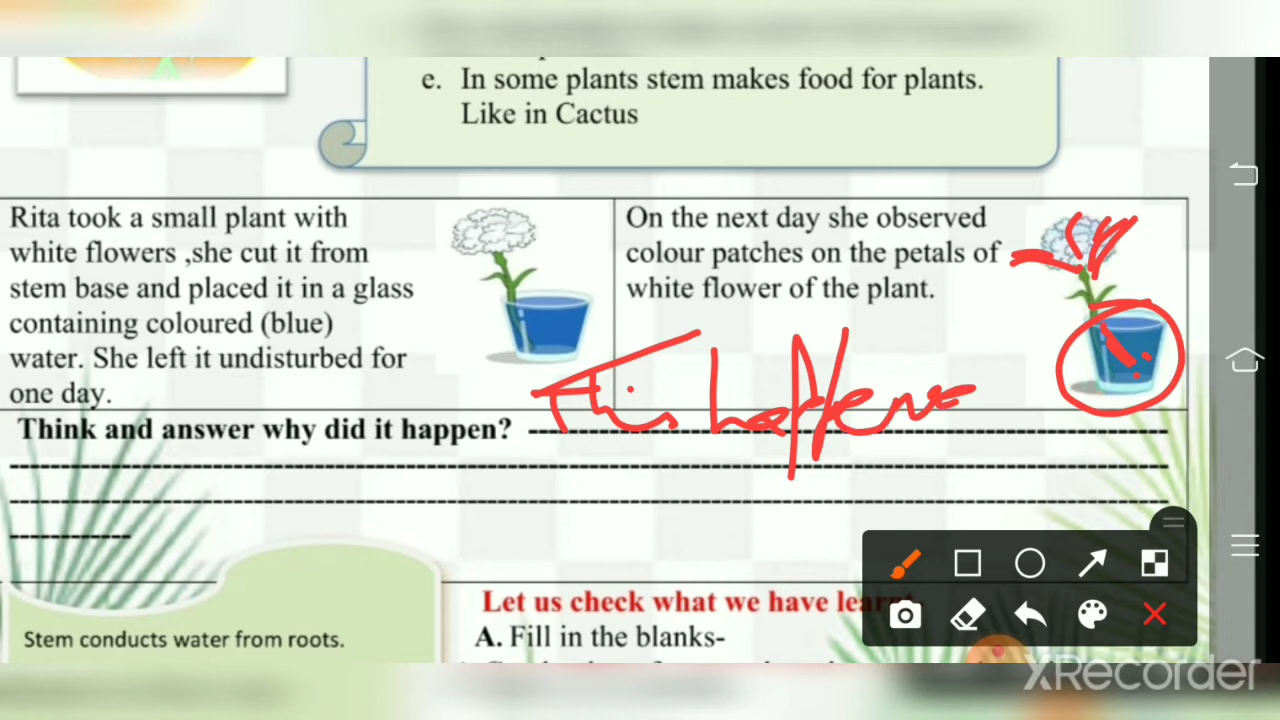 e. In some plants stem makes food for plants.
Like in Cactus
Rita took a small plant with
white flowers ,she cut it from
stem base and placed it in a glass
containing coloured (blue)
water. She left it undisturbed for
one day.
On the next day she observed
colour patches on the petals of
white flower of the plant.
This happens
Think and answer why did it happen?
Let us check what we have learnt
Stem conducts water from roots.
A. Fill in the blanks-
XRecorder